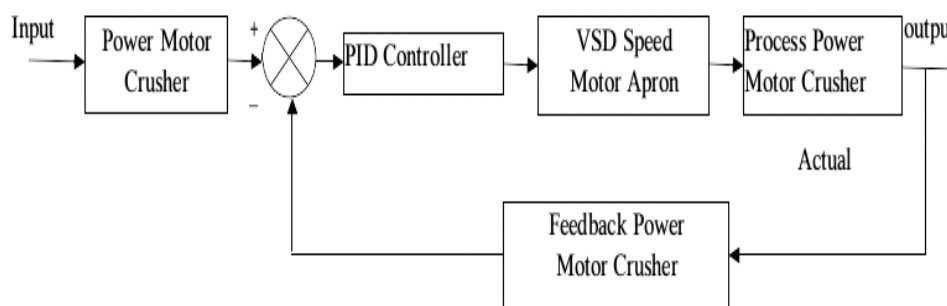 Input
Power Motor
Crusher
+
−
PID Controller
VSD Speed
Motor Apron
Process Power
Motor Crusher
outpu
Actual
Feedback Power
Motor Crusher